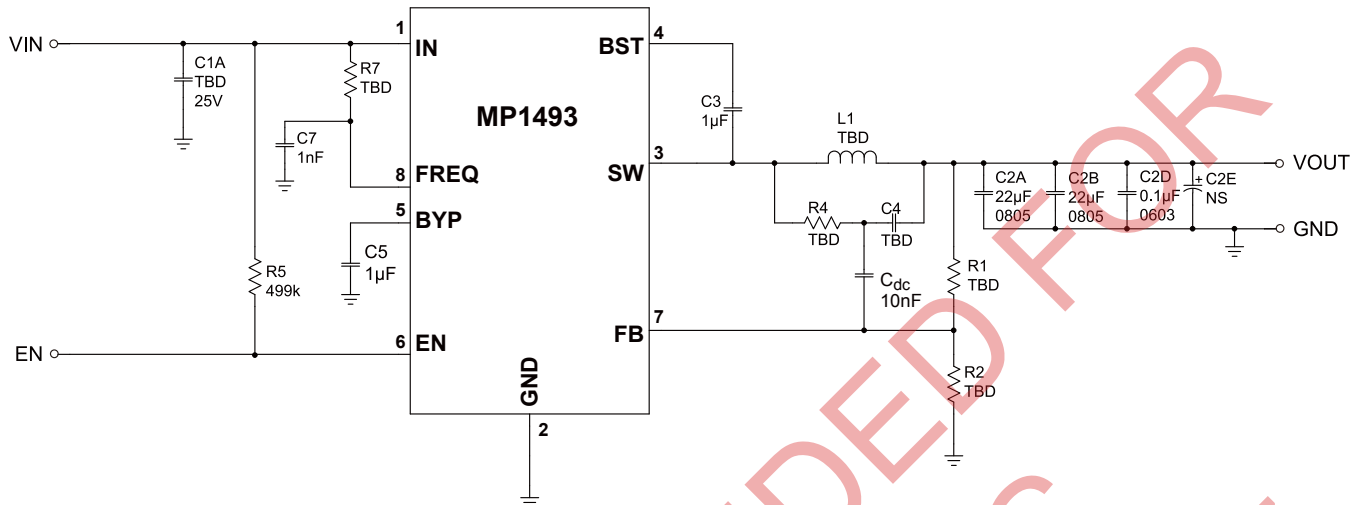 VIN
C1A
TBD
25V
R7
TBD
C7
1nF
R5
499k
C5
1µF
EN
1
IN
8
FREQ
5
BYP
6
EN
MP1493
GND
2
BST
4
SW
3
FB
7
C3
1µF
L1
TBD
R4
TBD
C4
TBD
Cdc
10nF
R1
TBD
R2
TBD
C2A
22µF
0805
C2B
22µF
0805
C2D
0.1µF
0603
+
C2E
NS
VOUT
GND
DED FOR